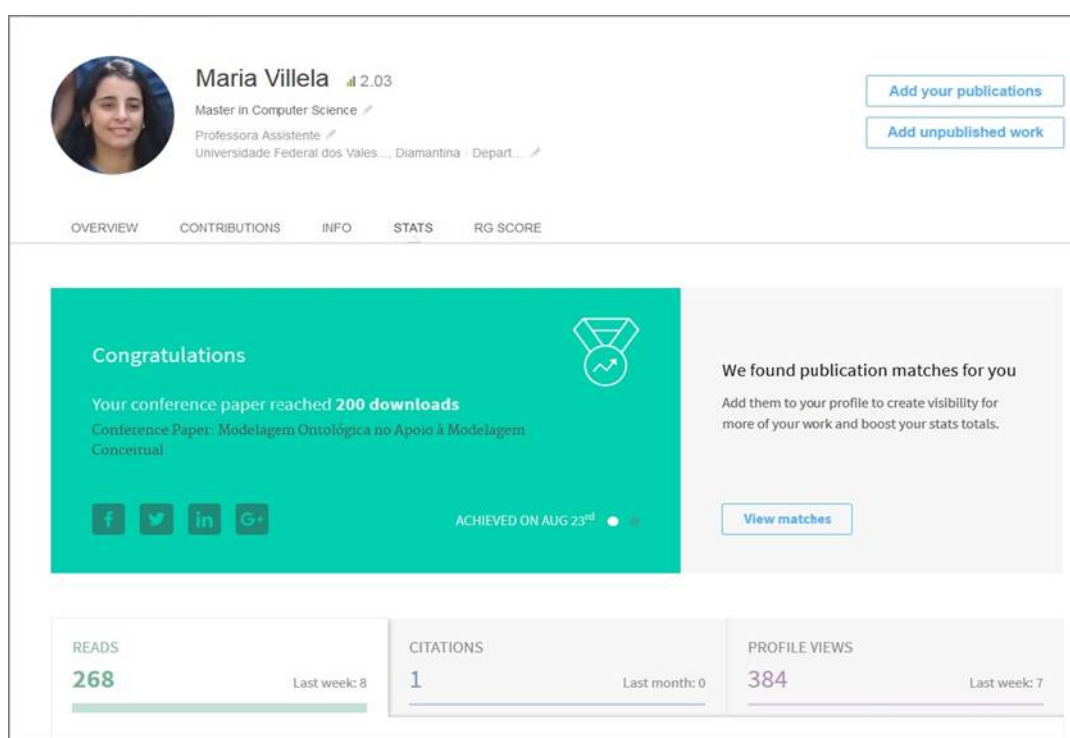 Maria Villela 2.03
Master in Computer Science
Professora Assistente
Universidade Federal dos Vales..., Diamantina · Depart...
Add your publications
Add unpublished work
OVERVIEW CONTRIBUTIONS INFO STATS RG SCORE
Congratulations
Your conference paper reached 200 downloads
Conference Paper: Modelagem Ontológica no Apoio à Modelagem
Conceitual
f in G+
ACHIEVED ON AUG 23rd
We found publication matches for you
Add them to your profile to create visibility for
more of your work and boost your stats totals.
View matches
READS
268 Last week: 8
CITATIONS
1 Last month: 0
PROFILE VIEWS
384 Last week: 7